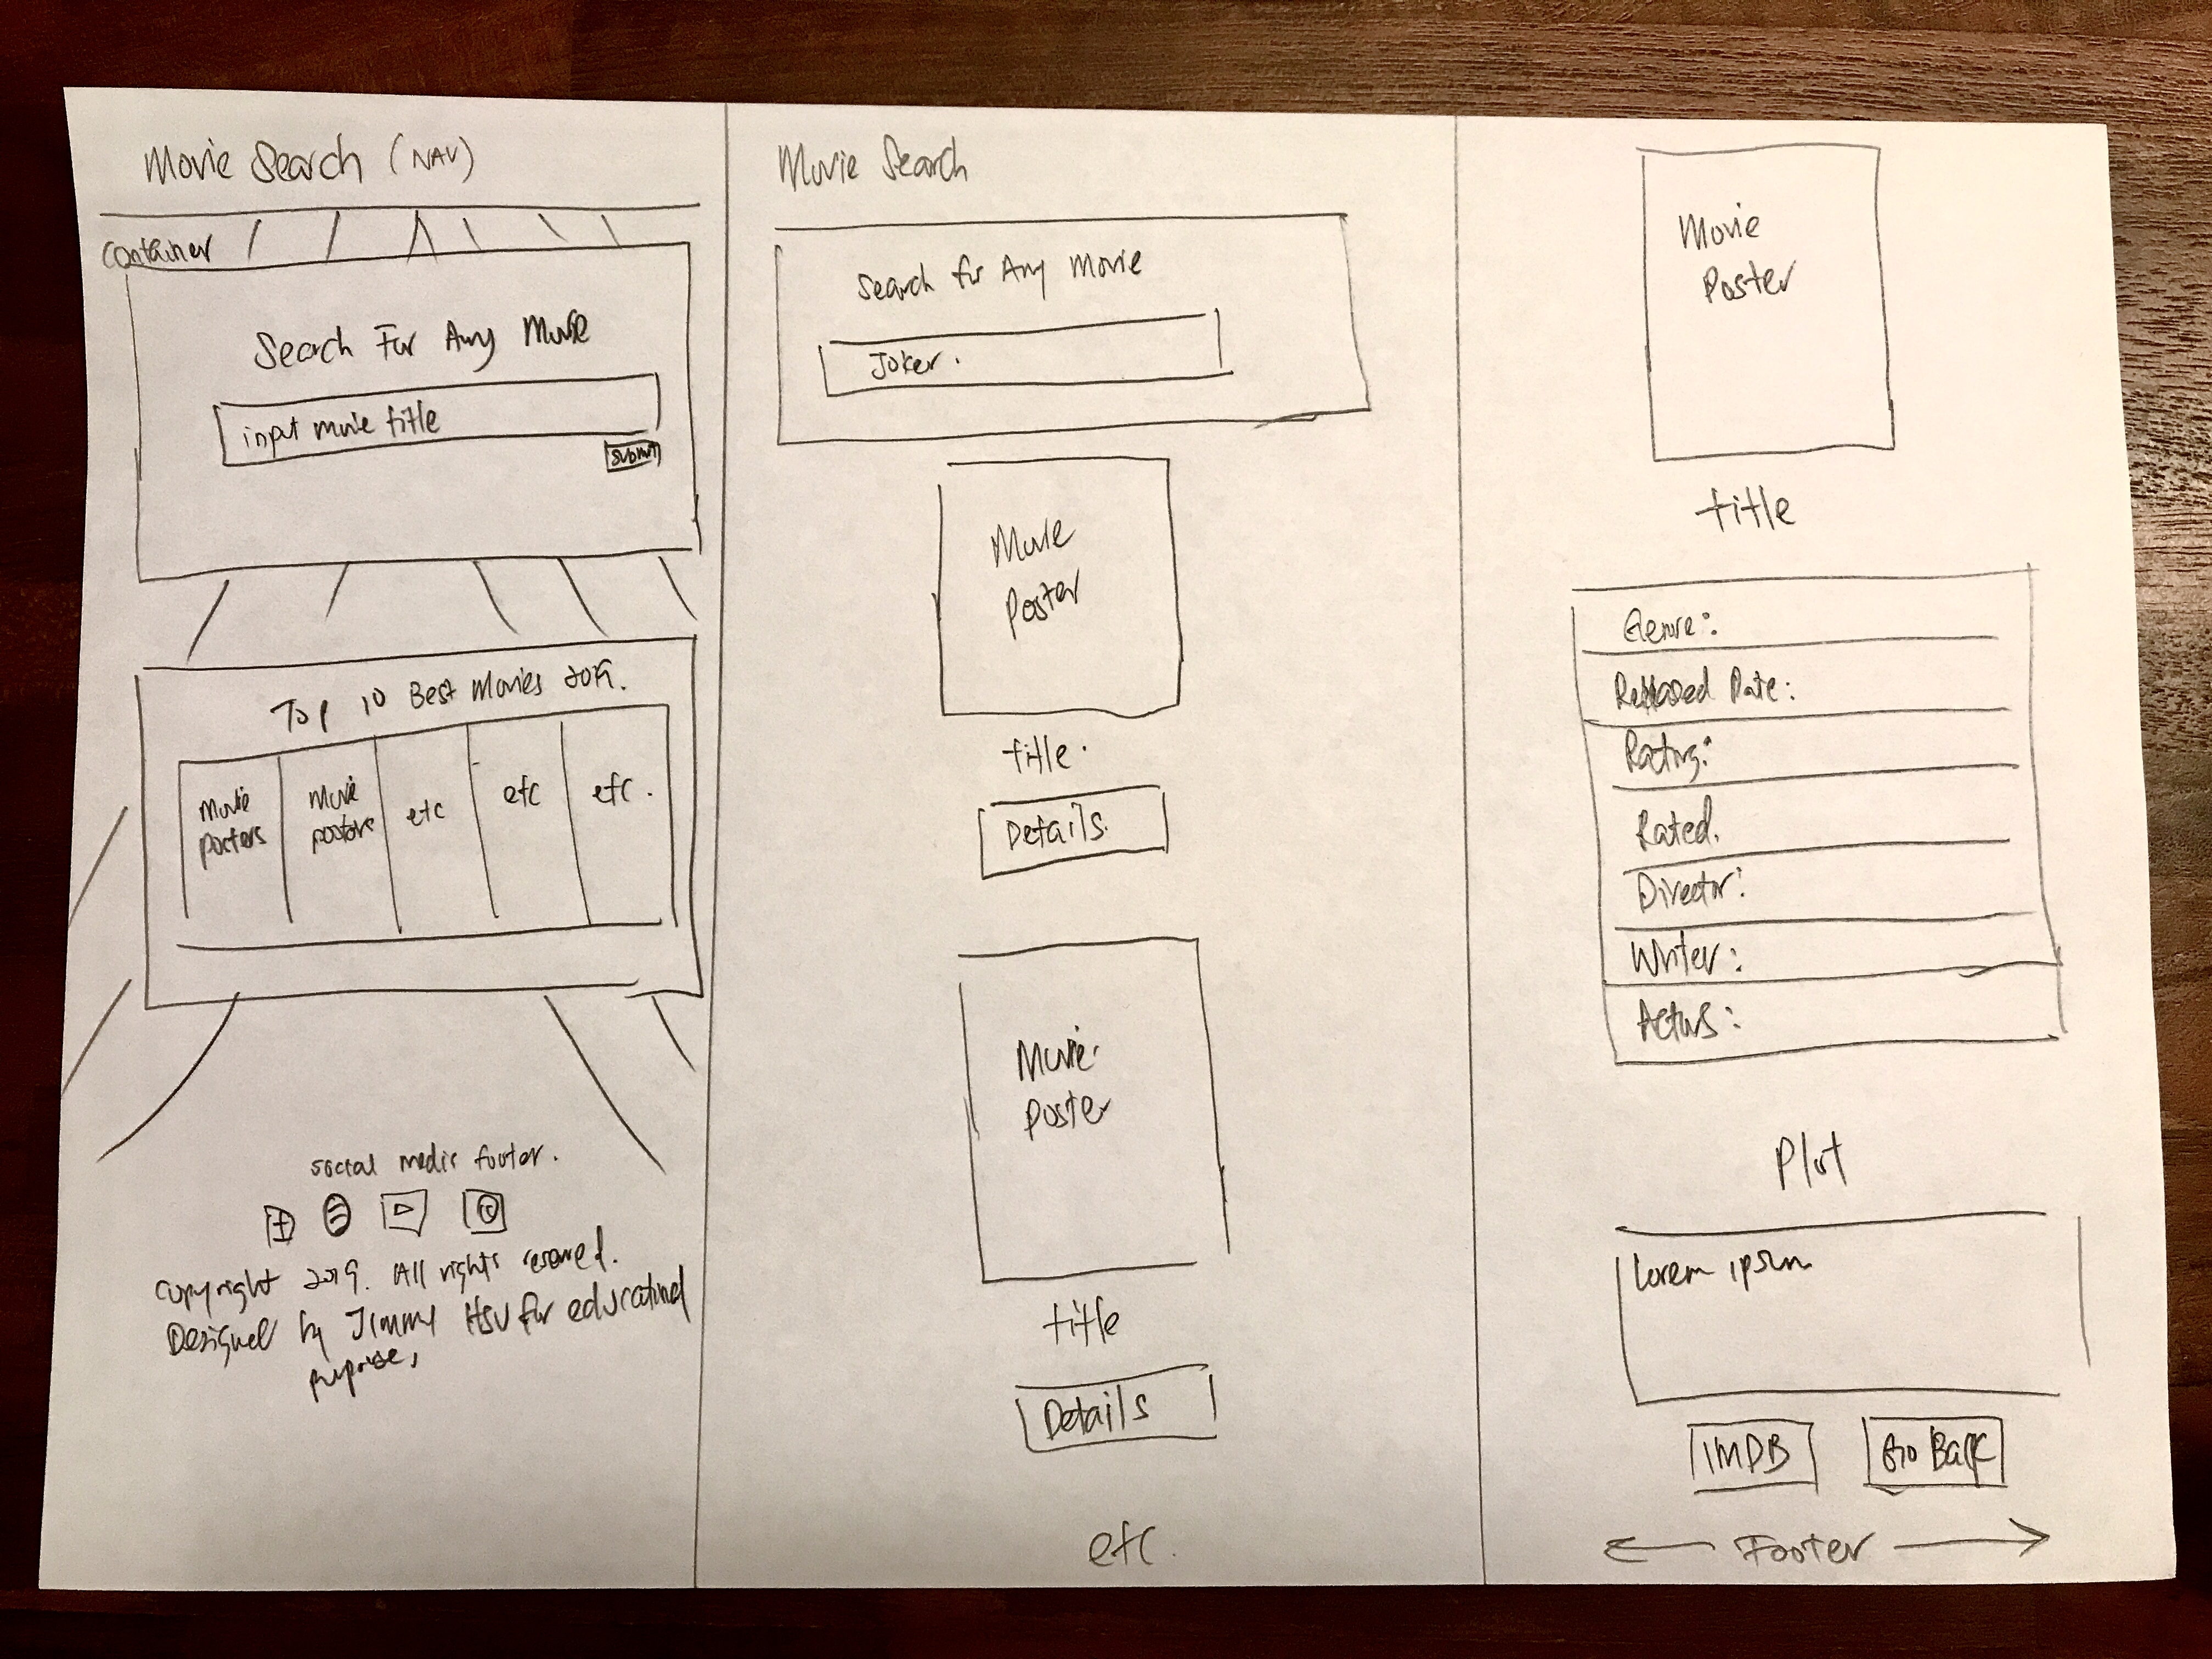 Movie Search (NAV)
Container
Search For Any Movie
input movie title
submit
Top 10 Best Movies 2019.
Movie
posters
Movie
posters
etc
etc
etc.
social media footer.
Copyright 2019. All rights reserved.
Designed by Jimmy Hsu for educational
purpose,
Movie Search
Search for Any Movie
Joker.
Movie
Poster
title.
Details.
Movie
poster
title
Details
etc.
Movie
Poster
title
Genre:
Released Date:
Rating:
Rated.
Director:
Writer:
Actors:
Plot
Lorem ipsum
IMDB
Go Back
Footer